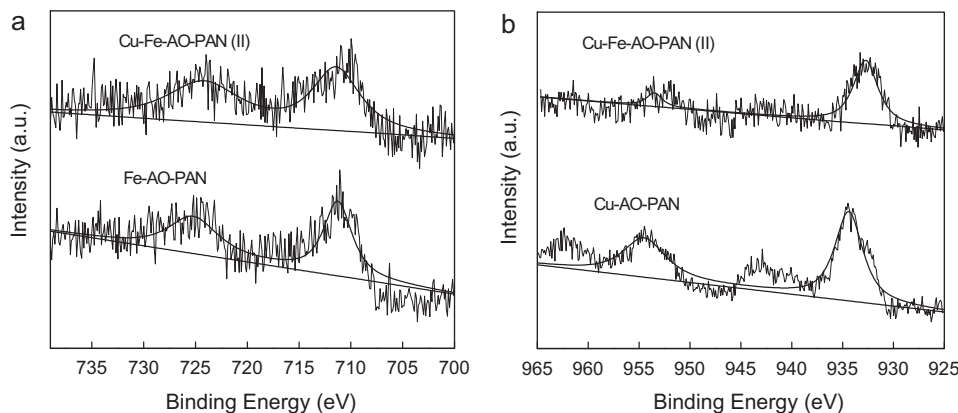 a
Cu-Fe-AO-PAN (II)
Fe-AO-PAN
Intensity (a.u.)
735 730 725 720 715 710 705 700
Binding Energy (eV)
b
Cu-Fe-AO-PAN (II)
Cu-AO-PAN
Intensity (a.u.)
965 960 955 950 945 940 935 930 925
Binding Energy (eV)